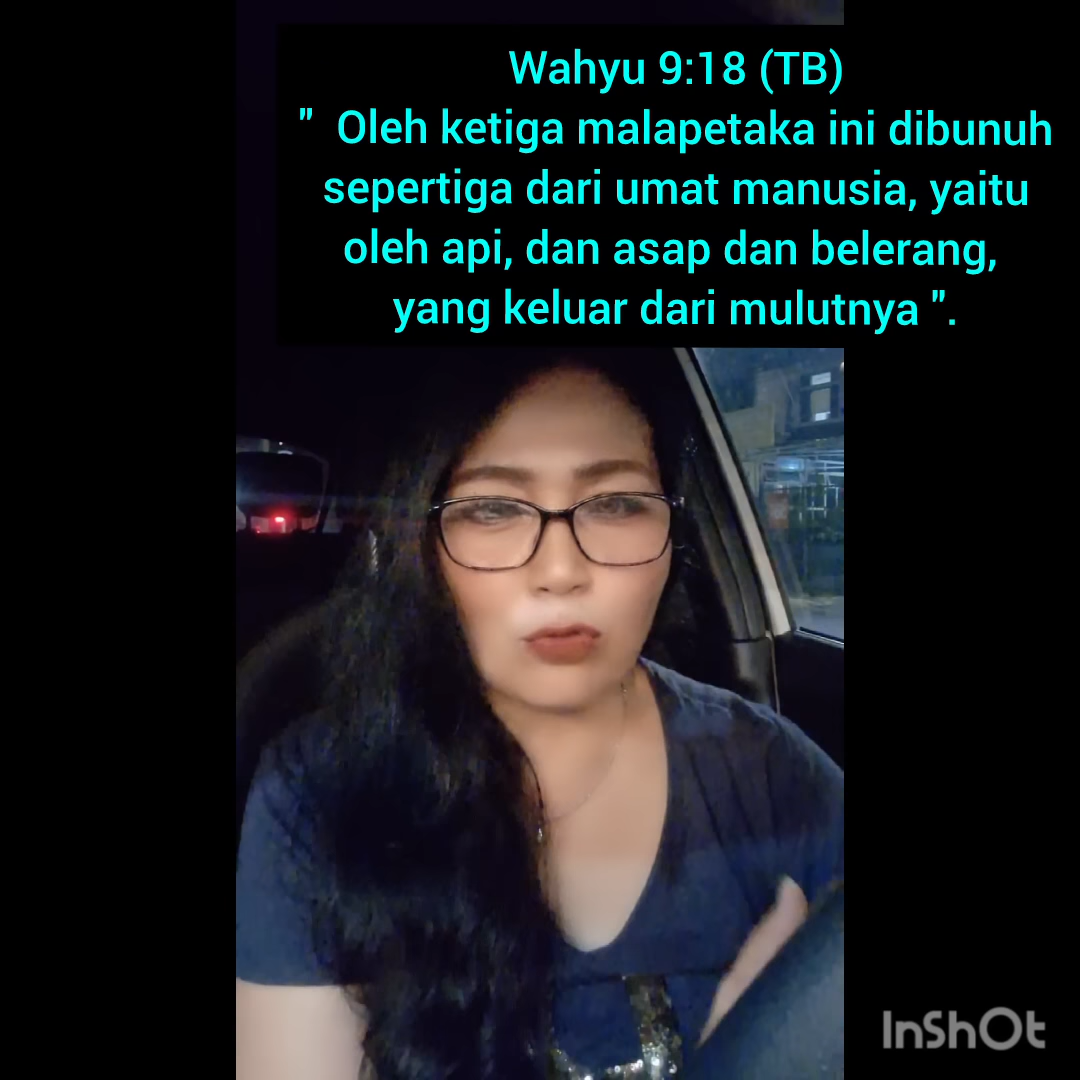 Wahyu 9:18 (TB)
" Oleh ketiga malapetaka ini dibunuh
sepertiga dari umat manusia, yaitu
oleh api, dan asap dan belerang,
yang keluar dari mulutnya ".
InShOt